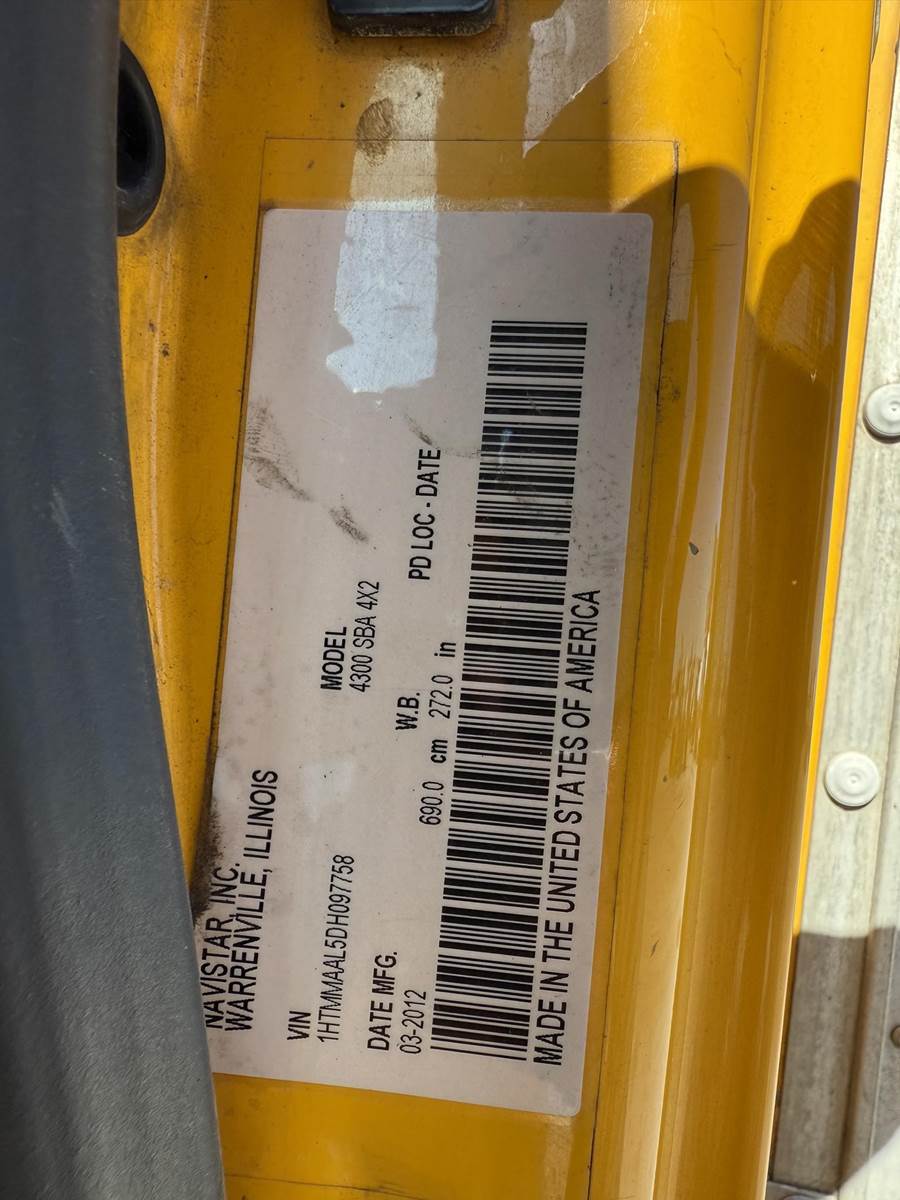 NAVISTAR, INC.
WARRENVILLE, ILLINOIS
VIN
1HTMMAAL5DH097758
MODEL
4300 SBA 4X2
DATE MFG.
03-2012
W.B.
690.0 cm 272.0 in
PD LOC - DATE
MADE IN THE UNITED STATES OF AMERICA